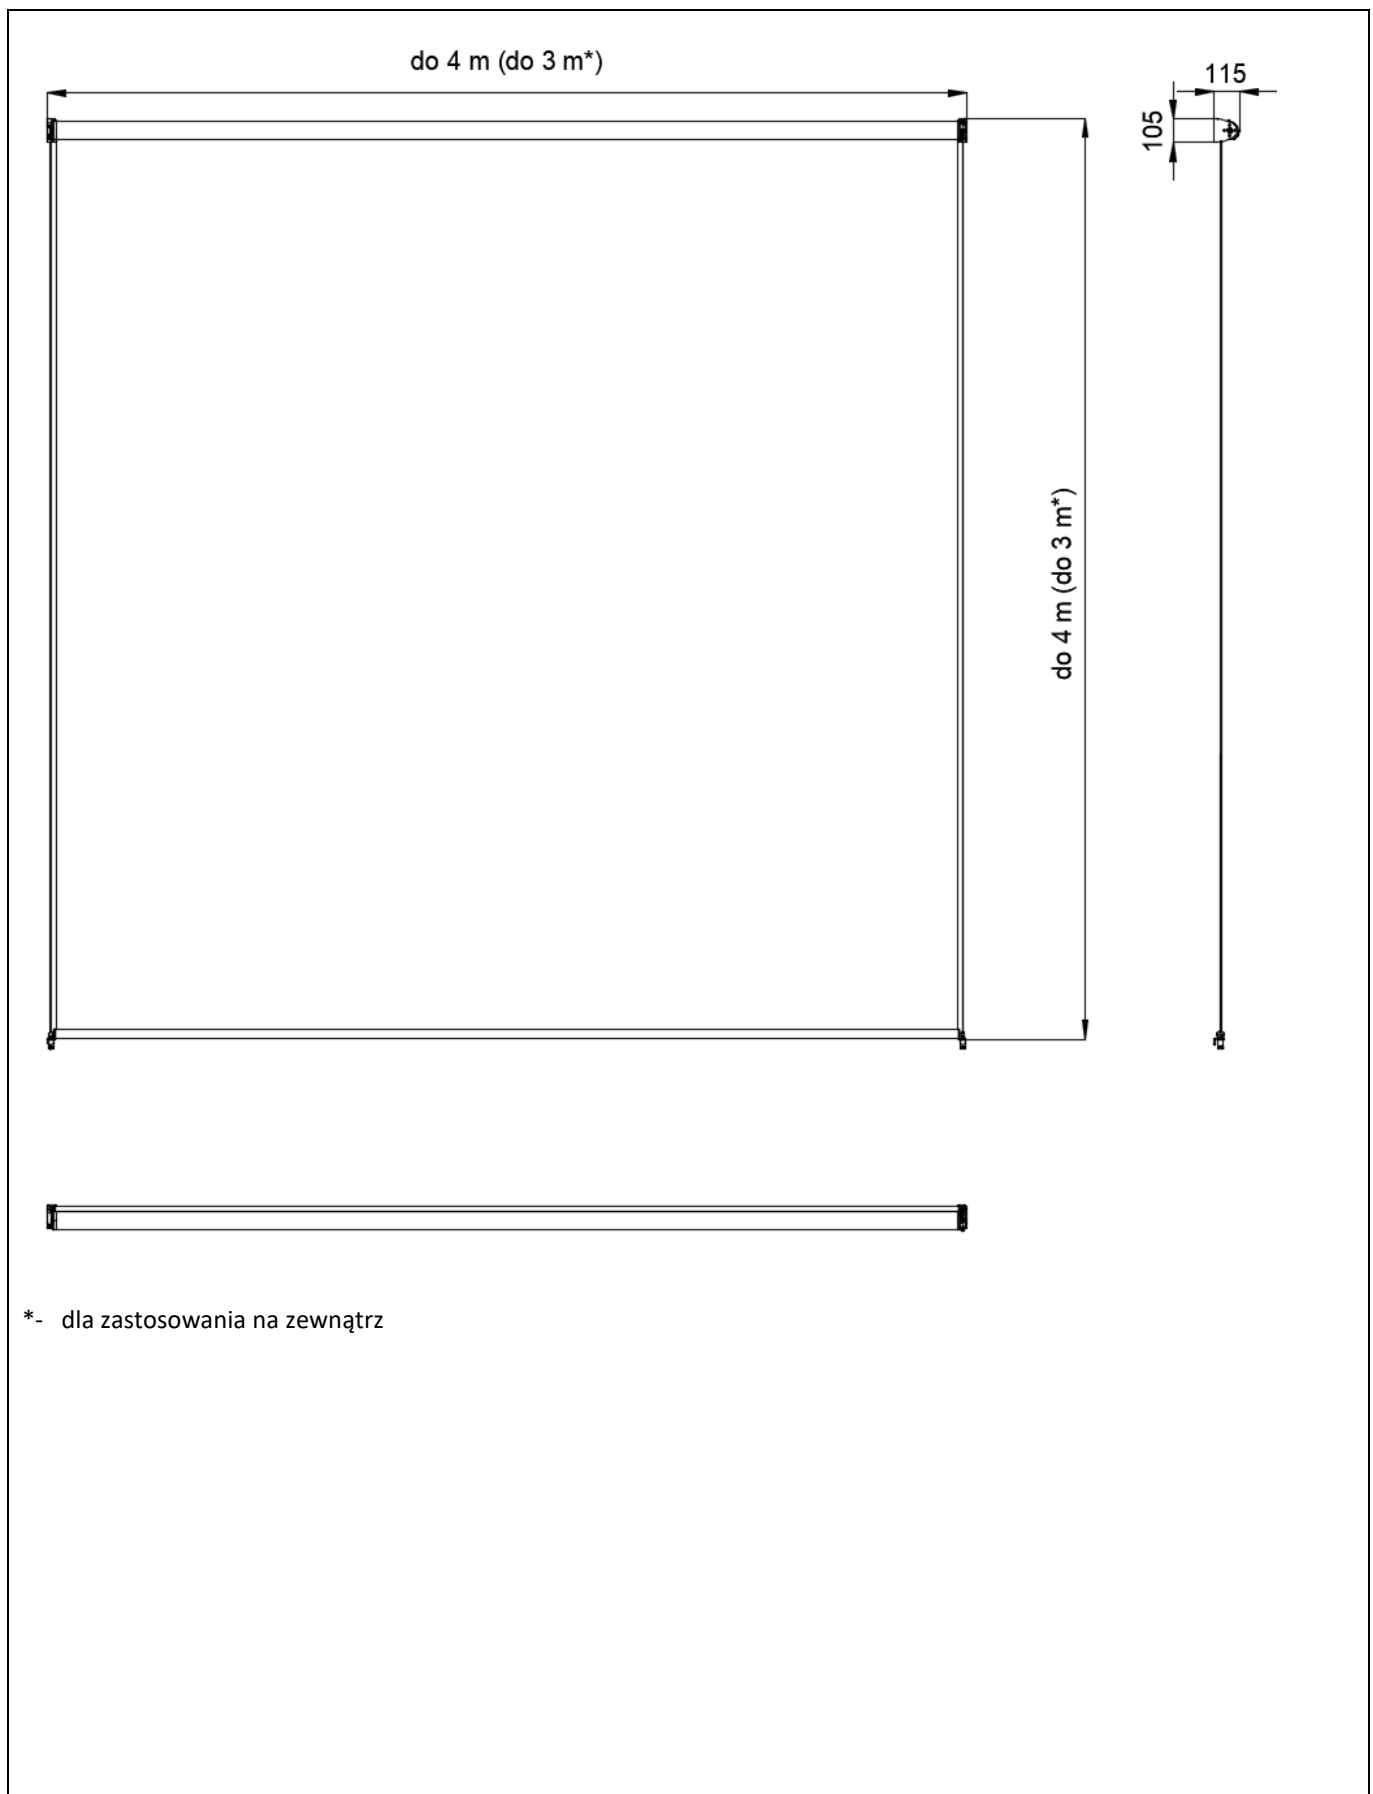 do 4 m (do 3 m*)
115
105
do 4 m (do 3 m*)
*- dla zastosowania na zewnątrz